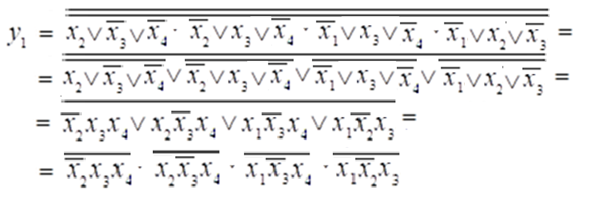 y₁ = x₂ ∨ x̅₃ ∨ x̅₄ · x̅₂ ∨ x₃ ∨ x̅₄ · x̅₁ ∨ x₃ ∨ x̅₄ · x̅₁ ∨ x₂ ∨ x̅₃ =
= x₂ ∨ x̅₃ ∨ x̅₄ ∨ x̅₂ ∨ x₃ ∨ x̅₄ ∨ x̅₁ ∨ x₃ ∨ x̅₄ ∨ x̅₁ ∨ x₂ ∨ x̅₃ =
= x̅₂x₃x₄ ∨ x₂x̅₃x₄ ∨ x₁x̅₃x₄ ∨ x₁x̅₂x₃ =
= x̅₂x₃x₄ · x₂x̅₃x₄ · x₁x̅₃x₄ · x₁x̅₂x₃